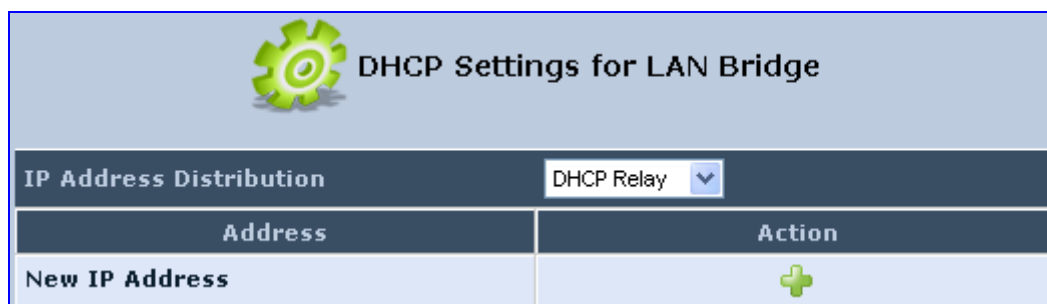 DHCP Settings for LAN Bridge
IP Address Distribution DHCP Relay
Address Action
New IP Address